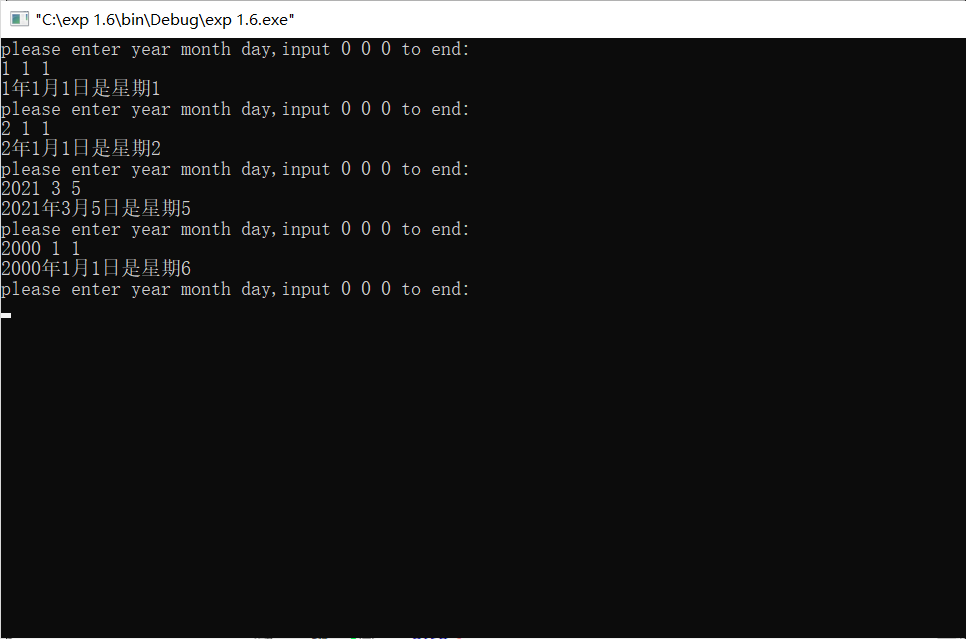 "C:\exp 1.6\bin\Debug\exp 1.6.exe"
please enter year month day,input 0 0 0 to end:
1 1 1
1年1月1日是星期1
please enter year month day,input 0 0 0 to end:
2 1 1
2年1月1日是星期2
please enter year month day,input 0 0 0 to end:
2021 3 5
2021年3月5日是星期5
please enter year month day,input 0 0 0 to end:
2000 1 1
2000年1月1日是星期6
please enter year month day,input 0 0 0 to end: